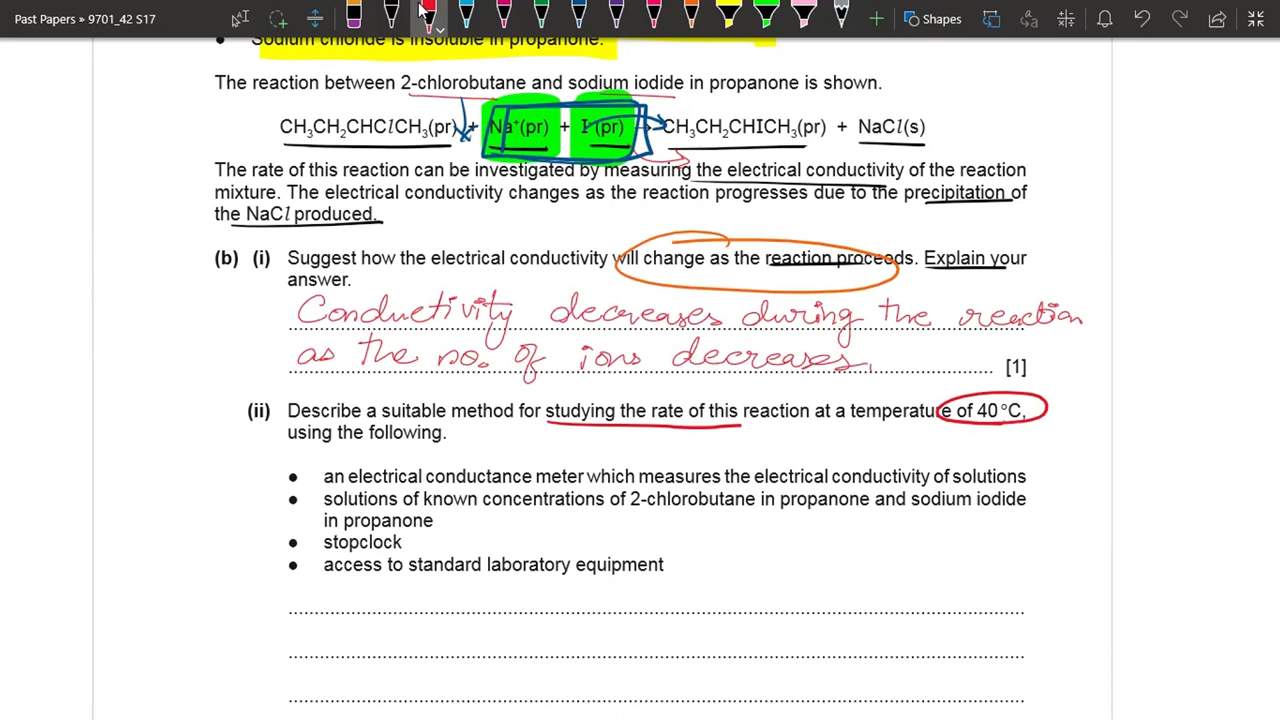 Past Papers » 9701_42 S17
Shapes
• Sodium chloride is insoluble in propanone.
The reaction between 2-chlorobutane and sodium iodide in propanone is shown.
CH₃CH₂CHClCH₃(pr) + Na⁺(pr) + I⁻(pr) → CH₃CH₂CHICH₃(pr) + NaCl(s)
The rate of this reaction can be investigated by measuring the electrical conductivity of the reaction
mixture. The electrical conductivity changes as the reaction progresses due to the precipitation of
the NaCl produced.
(b) (i) Suggest how the electrical conductivity will change as the reaction proceeds. Explain your
answer.
Conductivity decreases during the reaction
as the no. of ions decreases.
[1]
(ii) Describe a suitable method for studying the rate of this reaction at a temperature of 40 °C,
using the following.
• an electrical conductance meter which measures the electrical conductivity of solutions
• solutions of known concentrations of 2-chlorobutane in propanone and sodium iodide
in propanone
• stopclock
• access to standard laboratory equipment